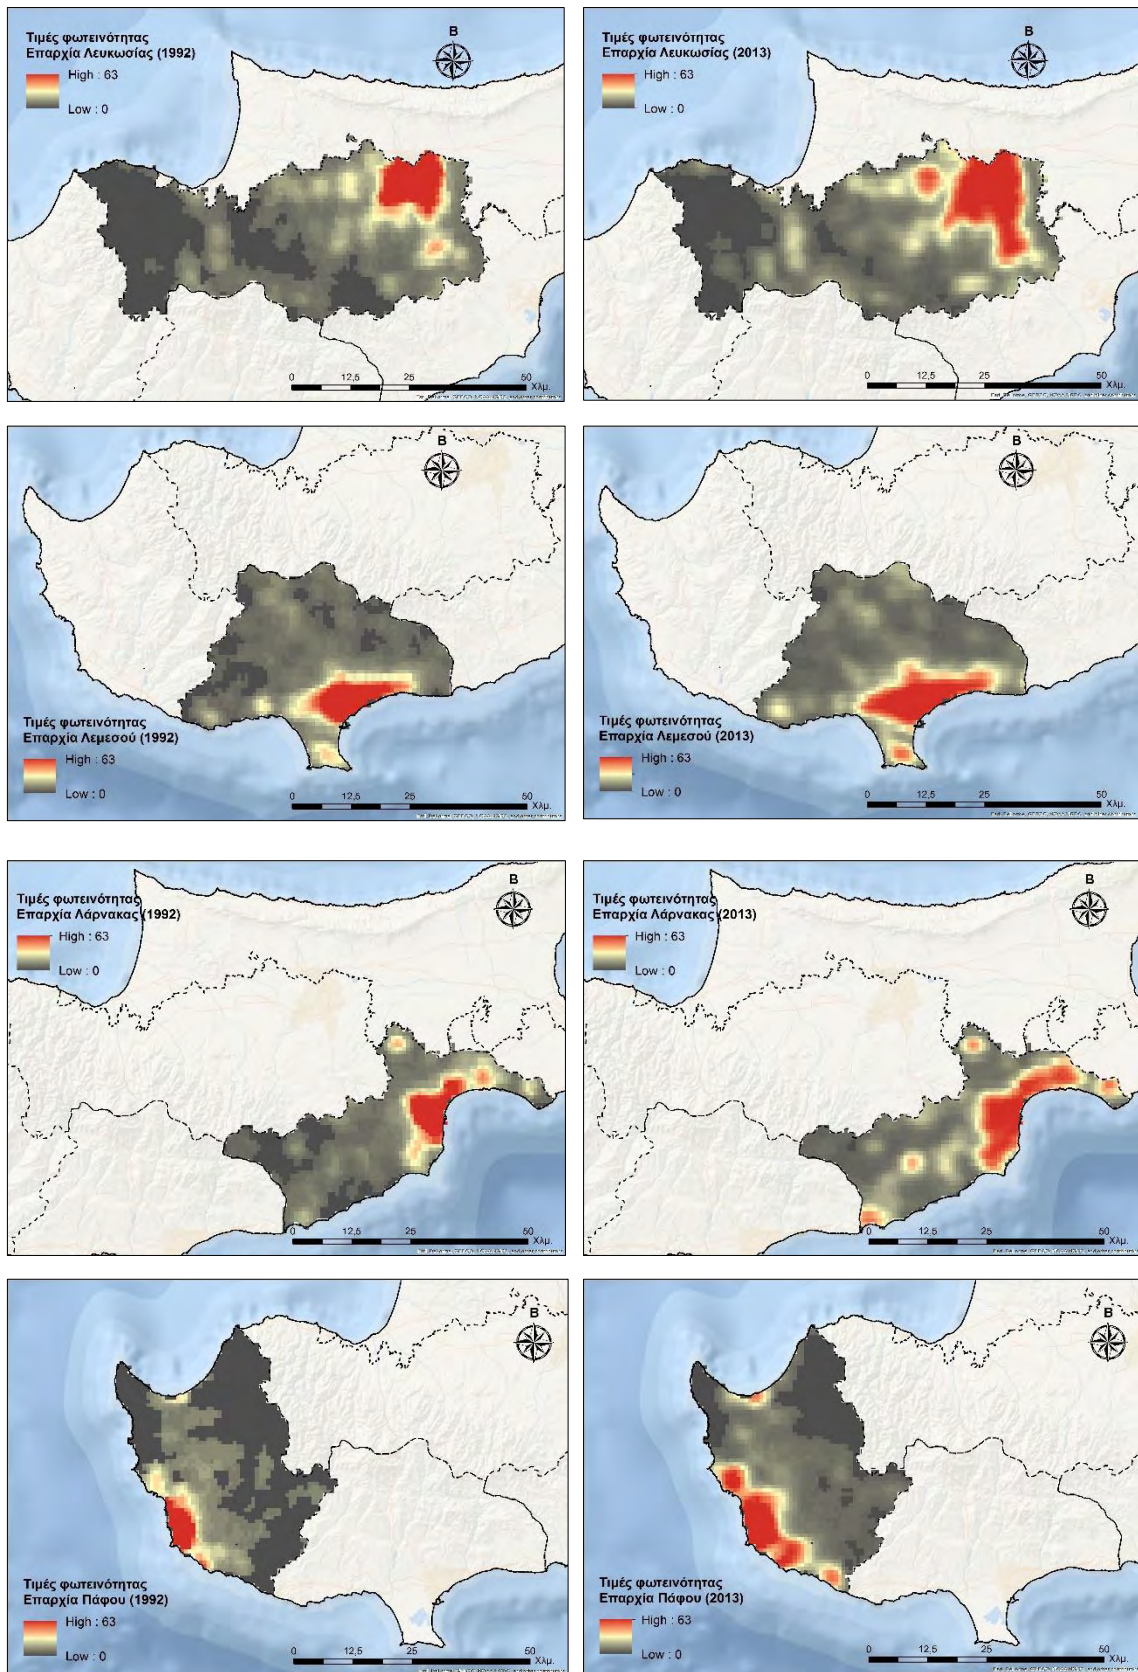 Τιμές φωτεινότητας
Επαρχία Λευκωσίας (1992)
High : 63
Low : 0
B
0 12,5 25 50
Χλμ.
Τιμές φωτεινότητας
Επαρχία Λευκωσίας (2013)
High : 63
Low : 0
B
0 12,5 25 50
Χλμ.
B
Τιμές φωτεινότητας
Επαρχία Λεμεσού (1992)
High : 63
Low : 0
0 12,5 25 50
Χλμ.
B
Τιμές φωτεινότητας
Επαρχία Λεμεσού (2013)
High : 63
Low : 0
0 12,5 25 50
Χλμ.
Τιμές φωτεινότητας
Επαρχία Λάρνακας (1992)
High : 63
Low : 0
B
0 12,5 25 50
Χλμ.
Τιμές φωτεινότητας
Επαρχία Λάρνακας (2013)
High : 63
Low : 0
B
0 12,5 25 50
Χλμ.
B
Τιμές φωτεινότητας
Επαρχία Πάφου (1992)
High : 63
Low : 0
0 12,5 25 50
Χλμ.
B
Τιμές φωτεινότητας
Επαρχία Πάφου (2013)
High : 63
Low : 0
0 12,5 25 50
Χλμ.